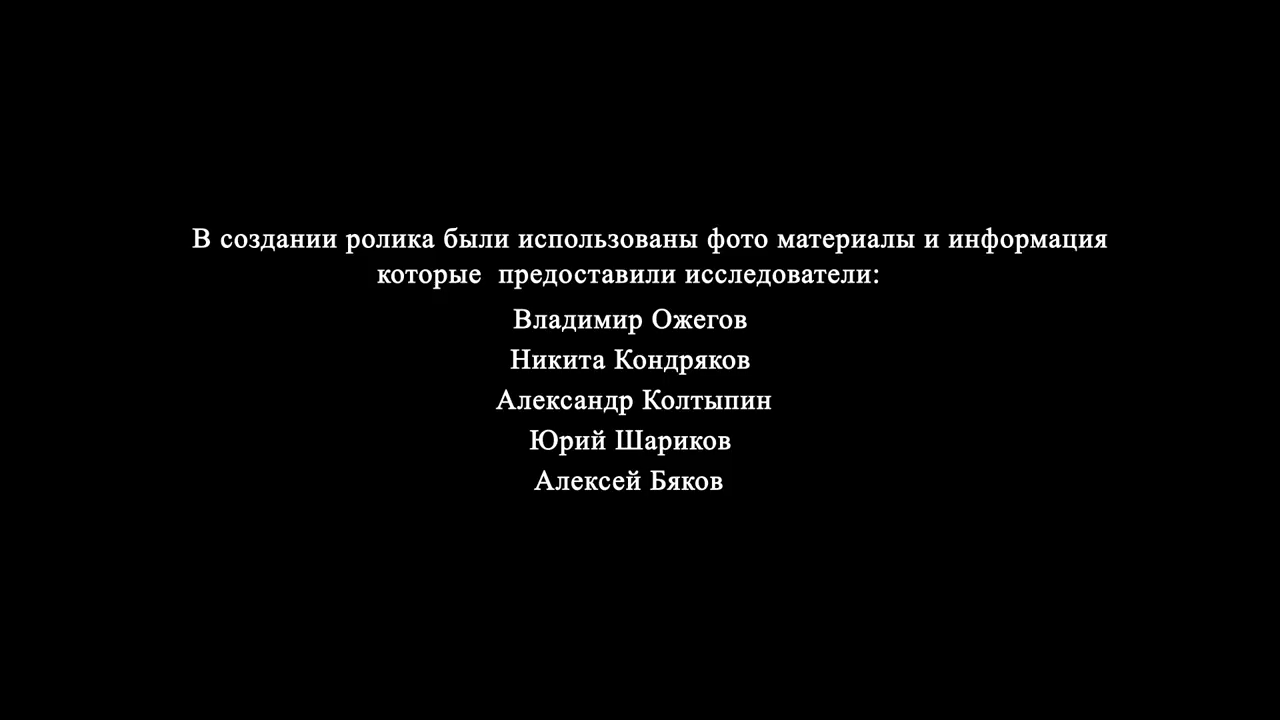 В создании ролика были использованы фото материалы и информация
которые  предоставили исследователи:
Владимир Ожегов
Никита Кондряков
Александр Колтыпин
Юрий Шариков
Алексей Бяков